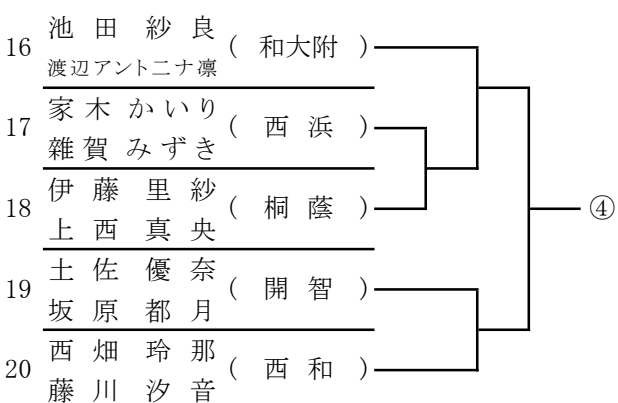 池田 紗良
16 ( 和大附 )
渡辺アントニナ凛
家木 かいり
17 ( 西浜 )
雑賀 みずき
伊藤 里紗
18 ( 桐蔭 )
上西 真央
④
土佐 優奈
19 ( 開智 )
坂原 都月
西畑 玲那
20 ( 西和 )
藤川 汐音